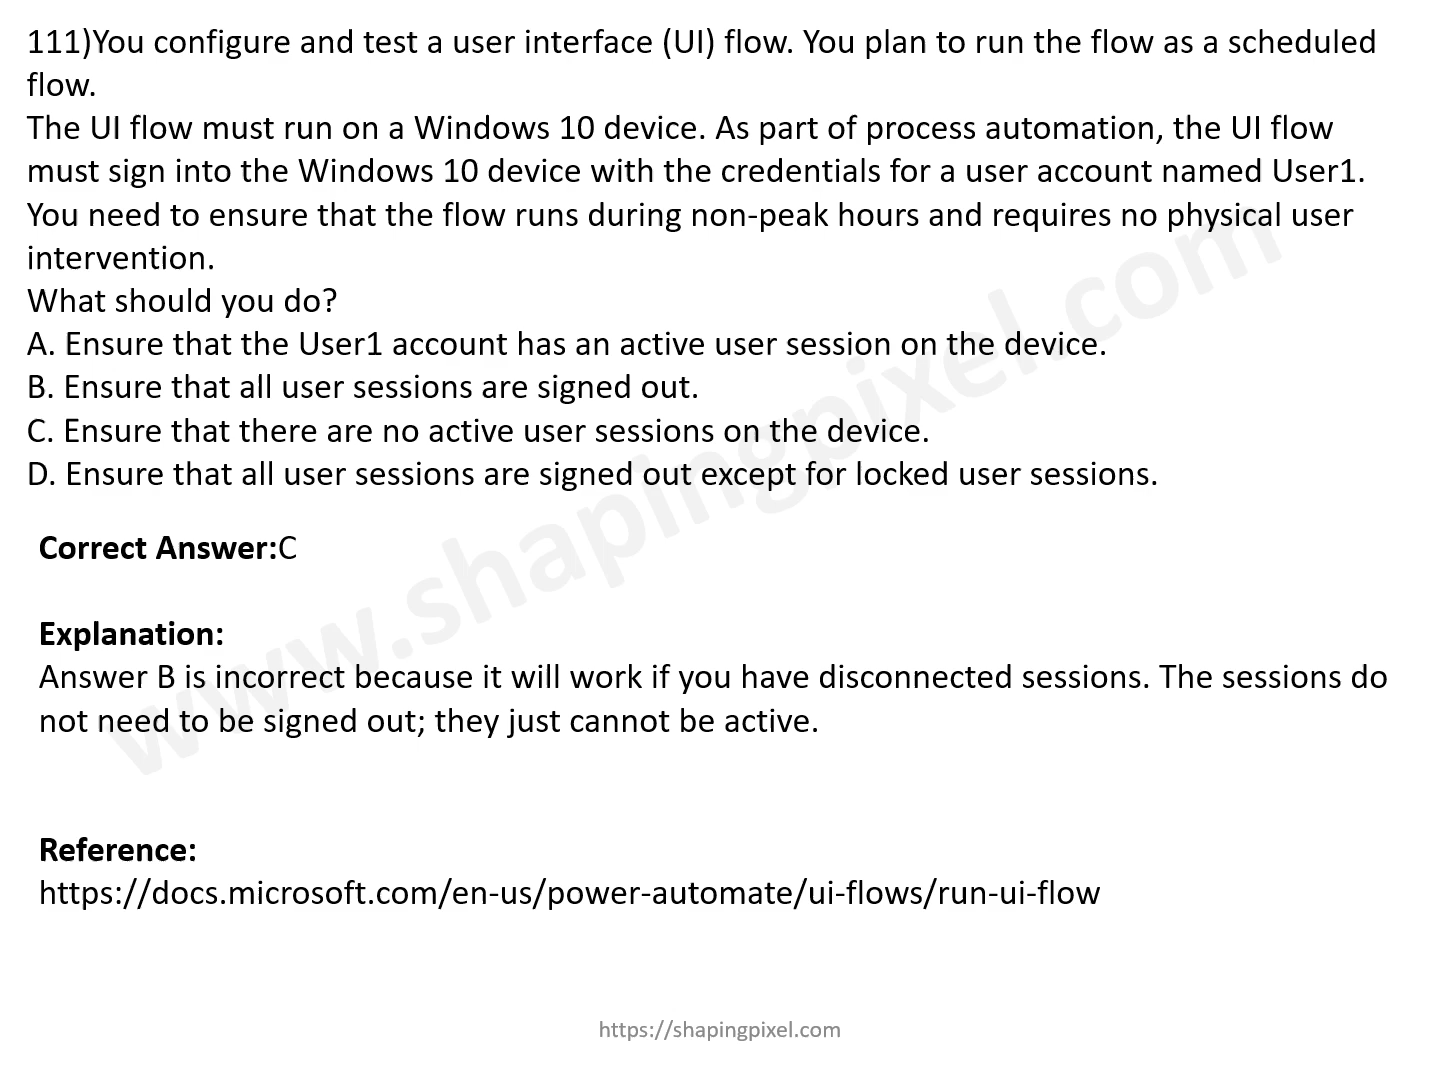 111)You configure and test a user interface (UI) flow. You plan to run the flow as a scheduled
flow.
The UI flow must run on a Windows 10 device. As part of process automation, the UI flow
must sign into the Windows 10 device with the credentials for a user account named User1.
You need to ensure that the flow runs during non-peak hours and requires no physical user
intervention.
What should you do?
A. Ensure that the User1 account has an active user session on the device.
B. Ensure that all user sessions are signed out.
C. Ensure that there are no active user sessions on the device.
D. Ensure that all user sessions are signed out except for locked user sessions.
www.shapingpixel.com
Correct Answer:C
Explanation:
Answer B is incorrect because it will work if you have disconnected sessions. The sessions do
not need to be signed out; they just cannot be active.
Reference:
https://docs.microsoft.com/en-us/power-automate/ui-flows/run-ui-flow
https://shapingpixel.com